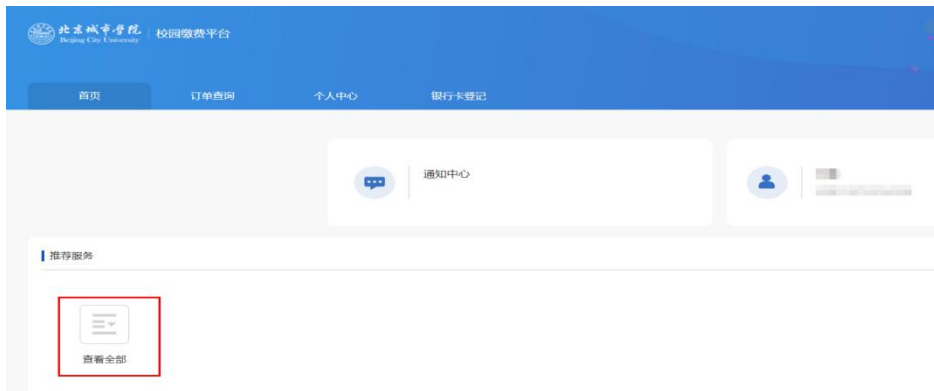 北京城市学院 校园缴费平台
Beijing City University
首页 订单查询 个人中心 银行卡登记
通知中心
推荐服务
查看全部